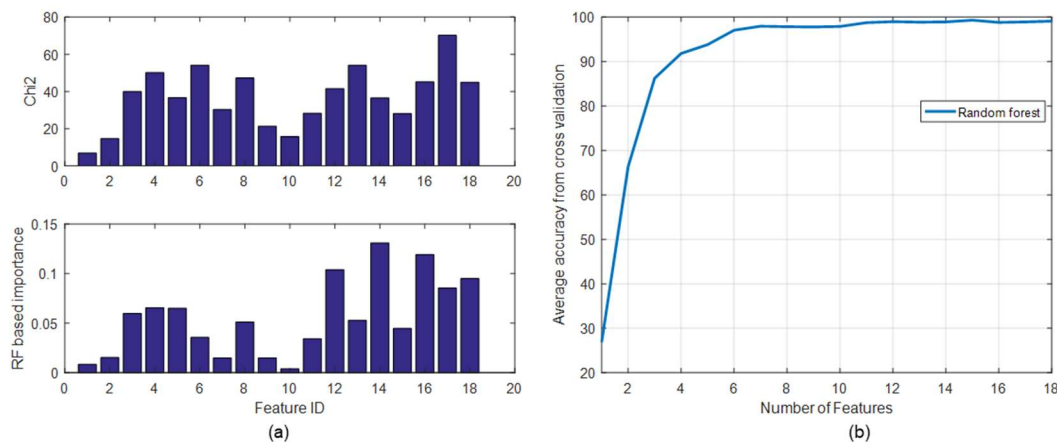 80
60
40
20
0
Chi2
0 2 4 6 8 10 12 14 16 18 20
0.15
0.1
0.05
0
RF based importance
0 2 4 6 8 10 12 14 16 18 20
Feature ID
(a)
100
90
80
70
60
50
40
30
20
Average accuracy from cross validation
Random forest
2 4 6 8 10 12 14 16 18
Number of Features
(b)